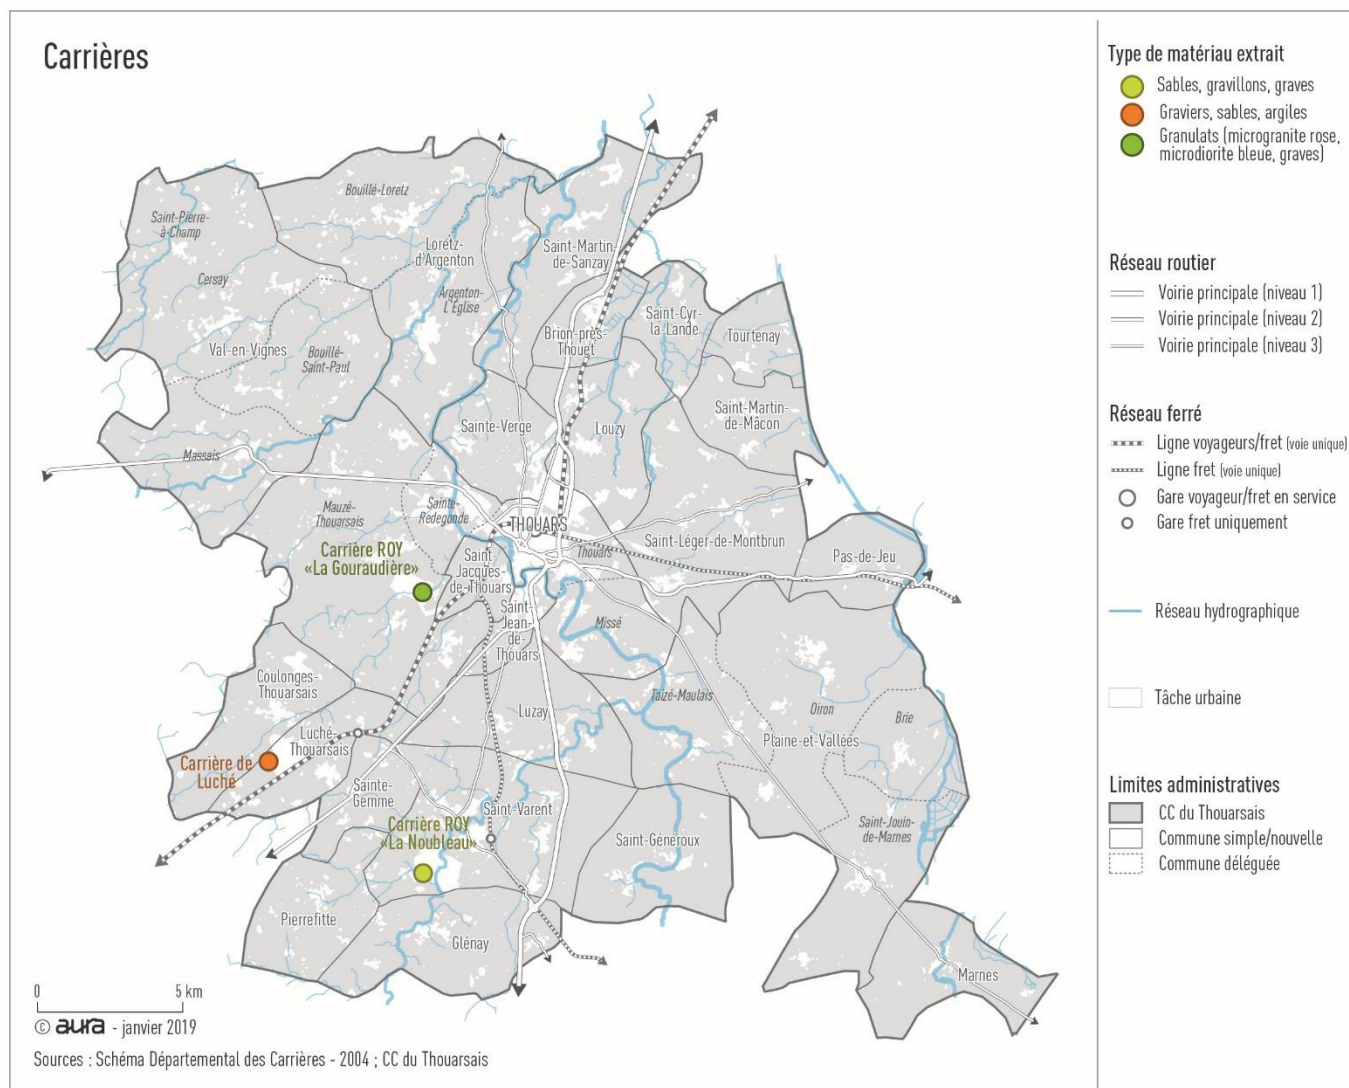 Carrières
Bouillé-Loretz
Saint-Pierre-
à-Champ
Cersay
Loretz-
d'Argenton
Argenton-
L'Église
Saint-Martin-
de-Sanzay
Saint-Cyr-
la-Lande
Tourtenay
Brion-près-
Thouet
Val-en-Vignes
Bouillé-
Saint-Paul
Saint-Martin-
de-Mâcon
Sainte-Verge
Louzy
Massais
Mauzé-
Thouarsais
Sainte-
Radegonde
THOUARS
Thouars
Saint-Léger-de-Montbrun
Pas-de-Jeu
Carrière ROY
«La Gouraudière»
Saint-
Jacques-
de-Thouars
Saint-
Jean-
de-
Thouars
Missé
Coulonges-
Thouarsais
Taizé-Maulais
Oiron
Brie
Luzay
Luché-
Thouarsais
Plaine-et-Vallées
Carrière de
Luché
Sainte-
Gemme
Saint-Varent
Carrière ROY
«La Noubleau»
Saint-Généroux
Saint-Jouin-
de-Marnes
Pierrefitte
Glénay
Marnes
0 5 km
© aura - janvier 2019
Sources : Schéma Départemental des Carrières - 2004 ; CC du Thouarsais
Type de matériau extrait
Sables, gravillons, graves
Graviers, sables, argiles
Granulats (microgranite rose,
microdiorite bleue, graves)
Réseau routier
Voirie principale (niveau 1)
Voirie principale (niveau 2)
Voirie principale (niveau 3)
Réseau ferré
Ligne voyageurs/fret (voie unique)
Ligne fret (voie unique)
Gare voyageur/fret en service
Gare fret uniquement
Réseau hydrographique
Tâche urbaine
Limites administratives
CC du Thouarsais
Commune simple/nouvelle
Commune déléguée